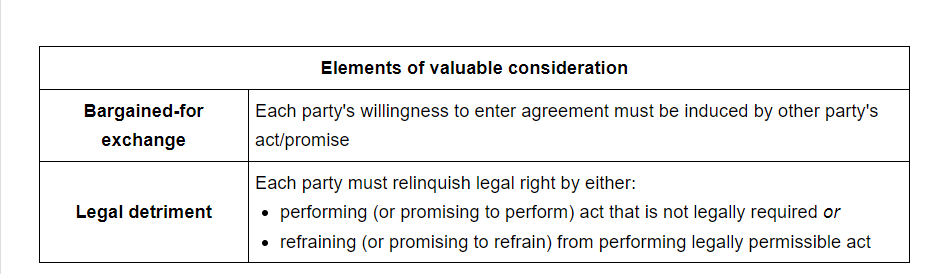 Elements of valuable consideration
Bargained-for
exchange
Each party's willingness to enter agreement must be induced by other party's
act/promise
Legal detriment
Each party must relinquish legal right by either:
• performing (or promising to perform) act that is not legally required or
• refraining (or promising to refrain) from performing legally permissible act